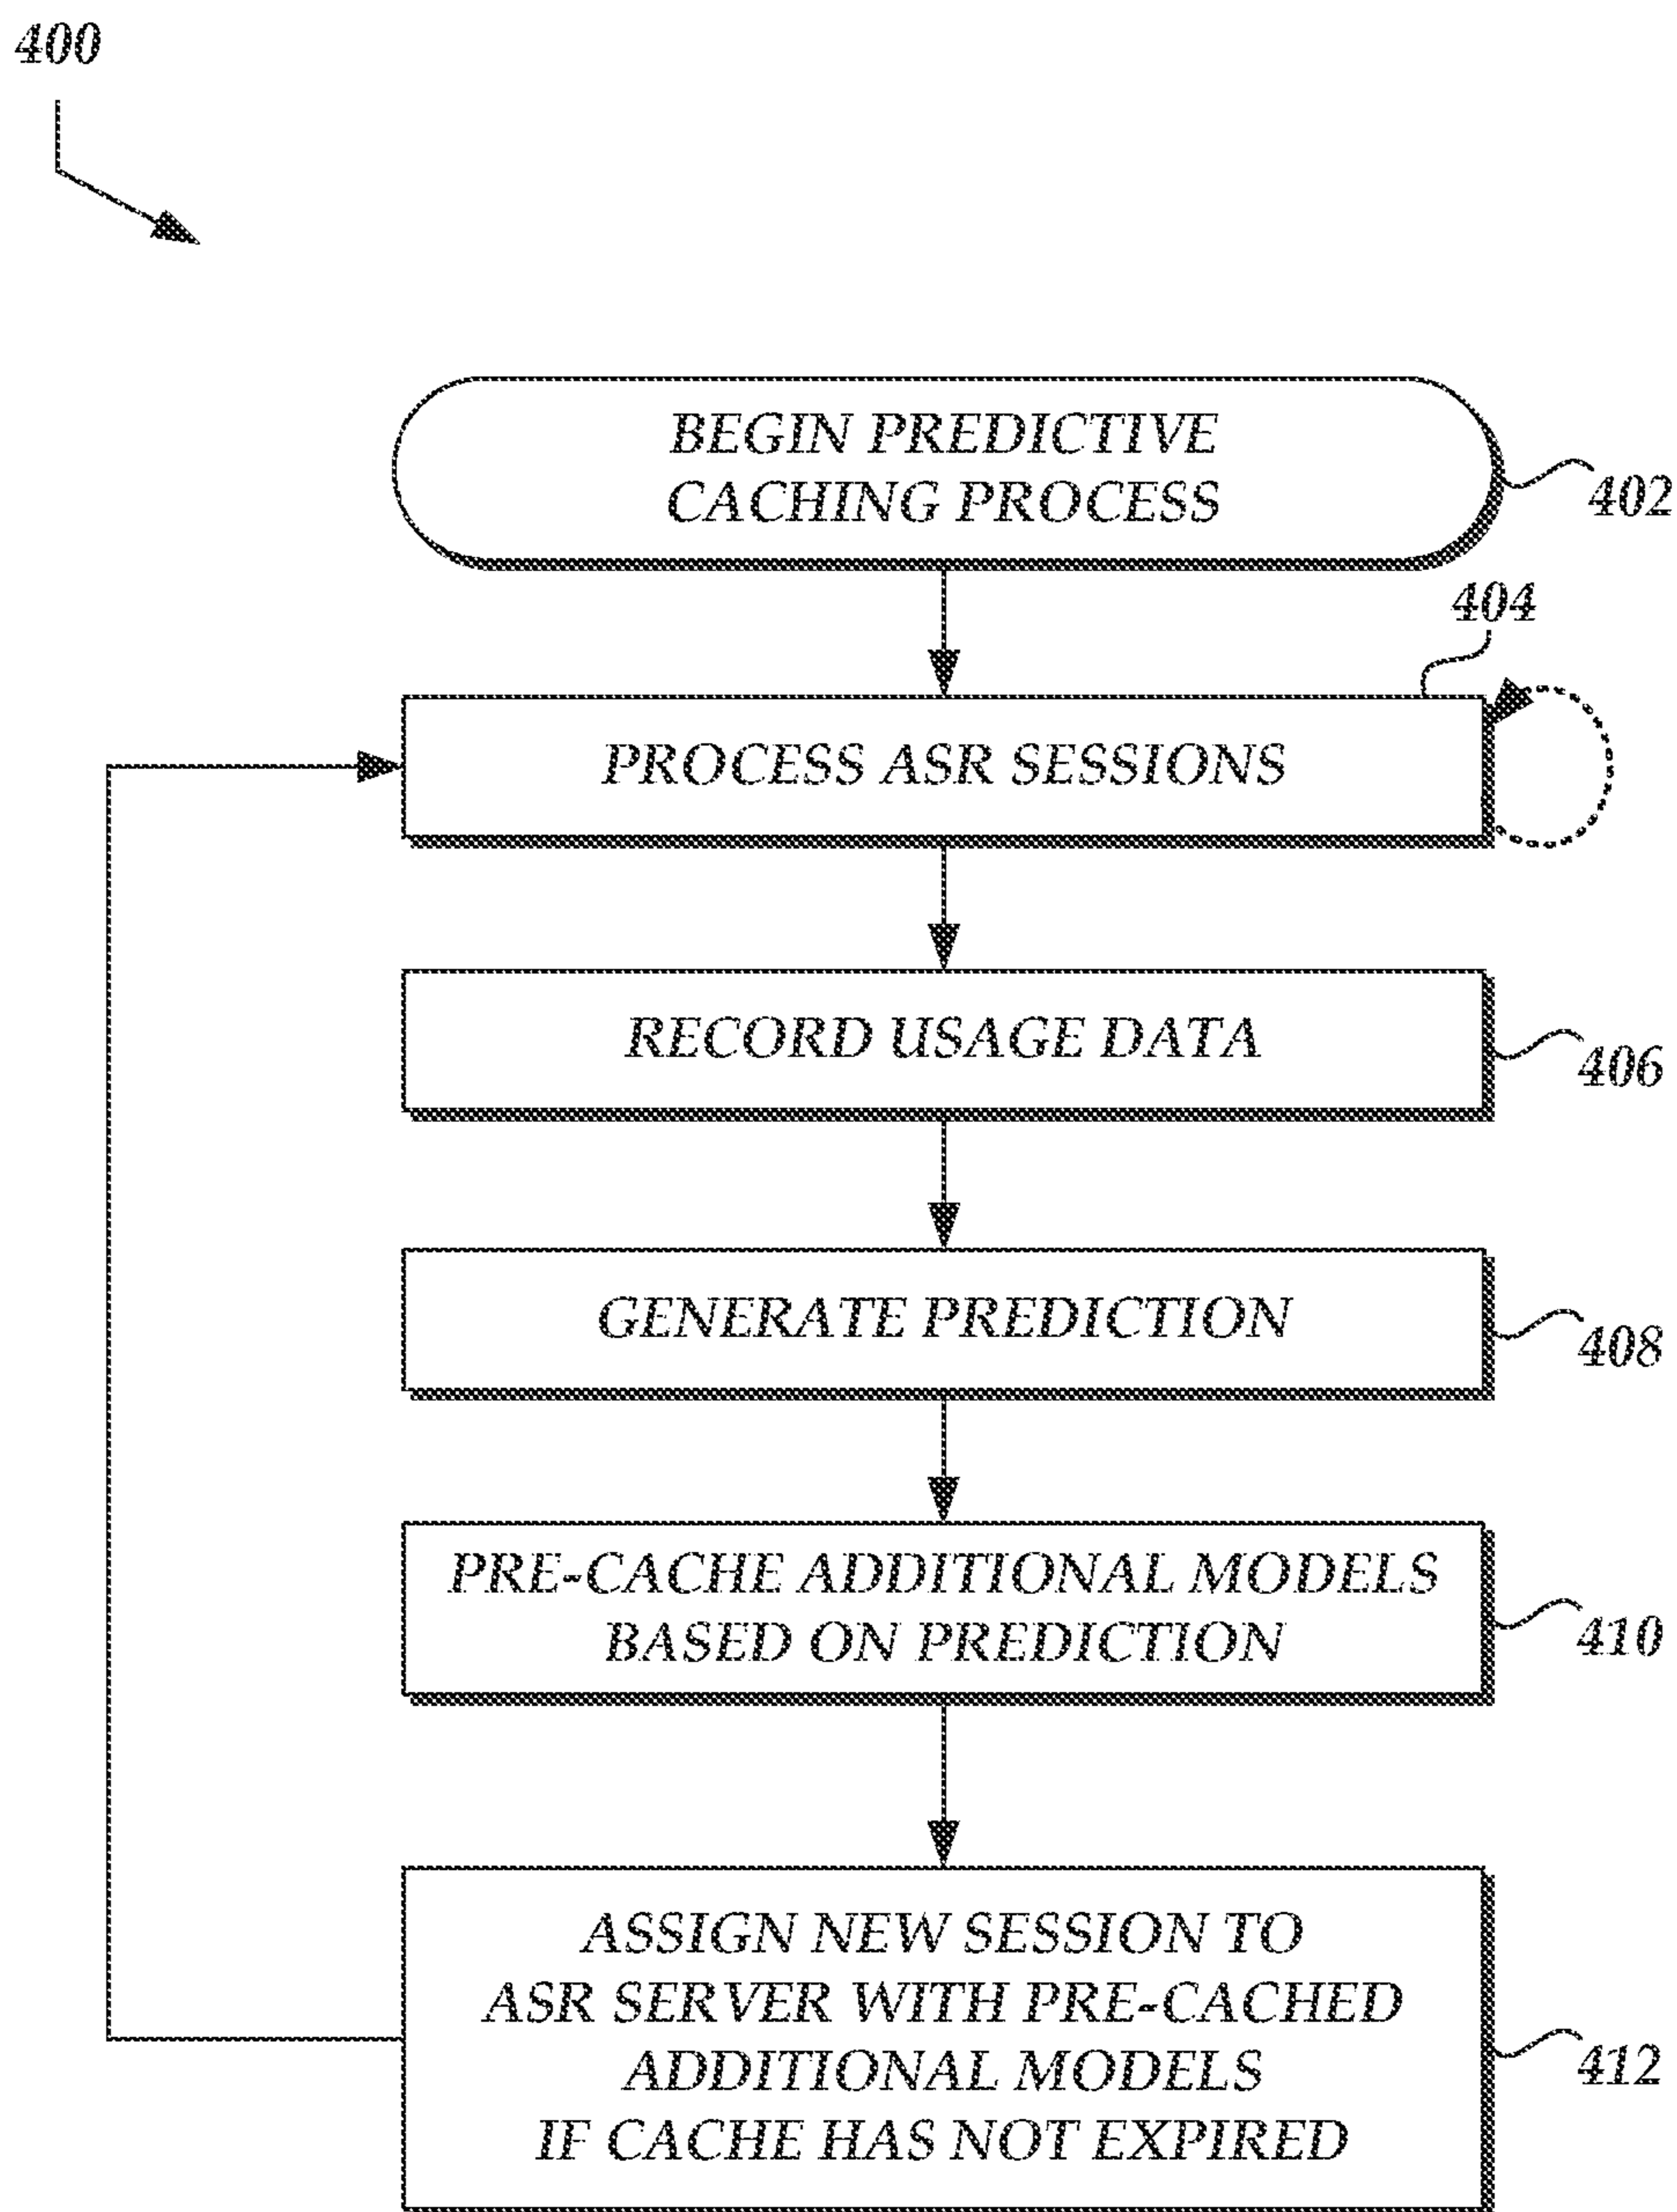 400
BEGIN PREDICTIVE
CACHING PROCESS
402
404
PROCESS ASR SESSIONS
RECORD USAGE DATA
406
GENERATE PREDICTION
408
PRE-CACHE ADDITIONAL MODELS
BASED ON PREDICTION
410
ASSIGN NEW SESSION TO
ASR SERVER WITH PRE-CACHED
ADDITIONAL MODELS
IF CACHE HAS NOT EXPIRED
412